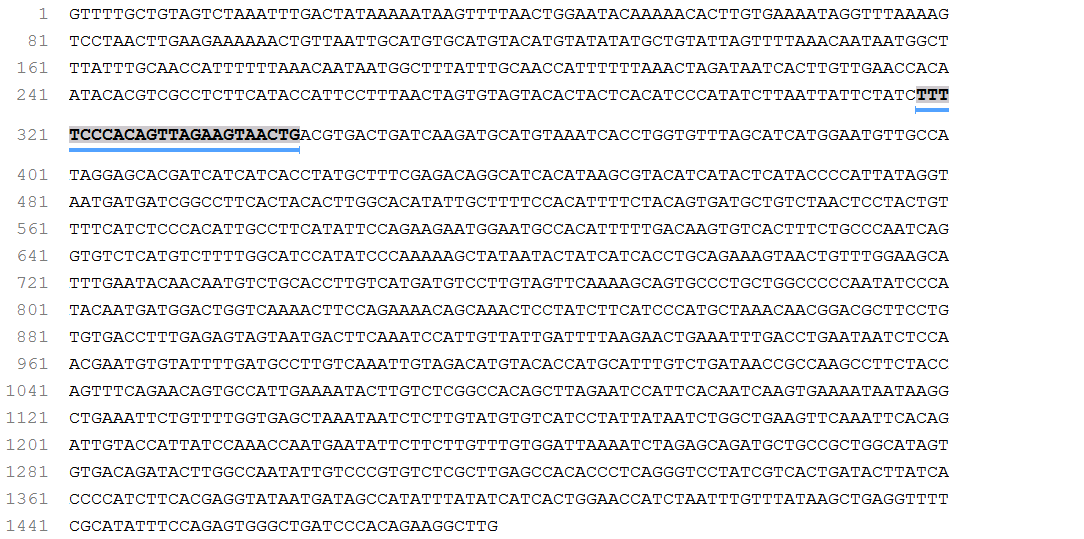 1 GTTTTGCTGTAGTCTAAATTTGACTATAAAAATAAGTTTTAACTGGAATACAAAAACACTTGTGAAAATAGGTTTAAAAG
81 TCCTAACTTGAAGAAAAAACTGTTAATTGCATGTGCATGTACATGTATATATGCTGTATTAGTTTTAAACAATAATGGCT
161 TTATTTGCAACCATTTTTTAAACAATAATGGCTTTATTTGCAACCATTTTTTAAACTAGATAATCACTTGTTGAACCACA
241 ATACACGTCGCCTCTTCATACCATTCCTTTAACTAGTGTAGTACACTACTCACATCCCATATCTTAATTATTCTATCTTT
321 TCCCACAGTTAGAAGTAACTGACGTGACTGATCAAGATGCATGTAAATCACCTGGTGTTTAGCATCATGGAATGTTGCCA
401 TAGGAGCACGATCATCATCACCTATGCTTTCGAGACAGGCATCACATAAGCGTACATCATACTCATACCCCATTATAGGT
481 AATGATGATCGGCCTTCACTACACTTGGCACATATTGCTTTTCCACATTTTCTACAGTGATGCTGTCTAACTCCTACTGT
561 TTTCATCTCCCACATTGCCTTCATATTCCAGAAGAATGGAATGCCACATTTTTGACAAGTGTCACTTTCTGCCCAATCAG
641 GTGTCTCATGTCTTTTGGCATCCATATCCCAAAAAGCTATAATACTATCATCACCTGCAGAAAGTAACTGTTTGGAAGCA
721 TTTGAATACAACAATGTCTGCACCTTGTCATGATGTCCTTGTAGTTCAAAAGCAGTGCCCTGCTGGCCCCCAATATCCCA
801 TACAATGATGGACTGGTCAAAACTTCCAGAAAACAGCAAACTCCTATCTTCATCCCATGCTAAACAACGGACGCTTCCTG
881 TGTGACCTTTGAGAGTAGTAATGACTTCAAATCCATTGTTATTGATTTTAAGAACTGAAATTTGACCTGAATAATCTCCA
961 ACGAATGTGTATTTTGATGCCTTGTCAAATTGTAGACATGTACACCATGCATTTGTCTGATAACCGCCAAGCCTTCTACC
1041 AGTTTCAGAACAGTGCCATTGAAAATACTTGTCTCGGCCACAGCTTAGAATCCATTCACAATCAAGTGAAAATAATAAGG
1121 CTGAAATTCTGTTTTGGTGAGCTAAATAATCTCTTGTATGTGTCATCCTATTATAATCTGGCTGAAGTTCAAATTCACAG
1201 ATTGTACCATTATCCAAACCAATGAATATTCTTCTTGTTTGTGGATTAAAATCTAGAGCAGATGCTGCCGCTGGCATAGT
1281 GTGACAGATACTTGGCCAATATTGTCCCGTGTCTCGCTTGAGCCACACCCTCAGGGTCCTATCGTCACTGATACTTATCA
1361 CCCCATCTTCACGAGGTATAATGATAGCCATATTTATATCATCACTGGAACCATCTAATTTGTTTATAAGCTGAGGTTTT
1441 CGCATATTTCCAGAGTGGGCTGATCCCACAGAAGGCTTG